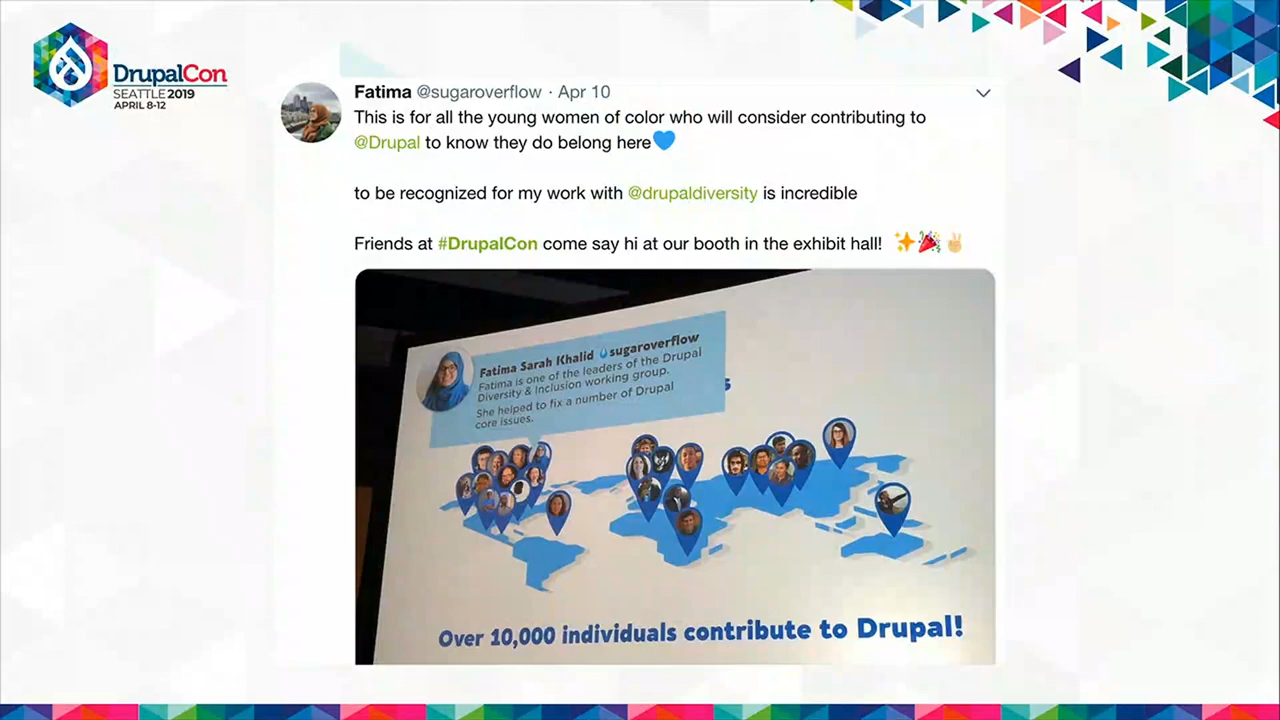 DrupalCon
SEATTLE 2019
APRIL 8-12
Fatima @sugaroverflow · Apr 10
This is for all the young women of color who will consider contributing to
@Drupal to know they do belong here💙
to be recognized for my work with @drupaldiversity is incredible
Friends at #DrupalCon come say hi at our booth in the exhibit hall! ✨🎉✌🏼
Fatima Sarah Khalid 💧sugaroverflow
Fatima is one of the leaders of the Drupal
Diversity & Inclusion working group.
She helped to fix a number of Drupal
core issues.
s
Over 10,000 individuals contribute to Drupal!